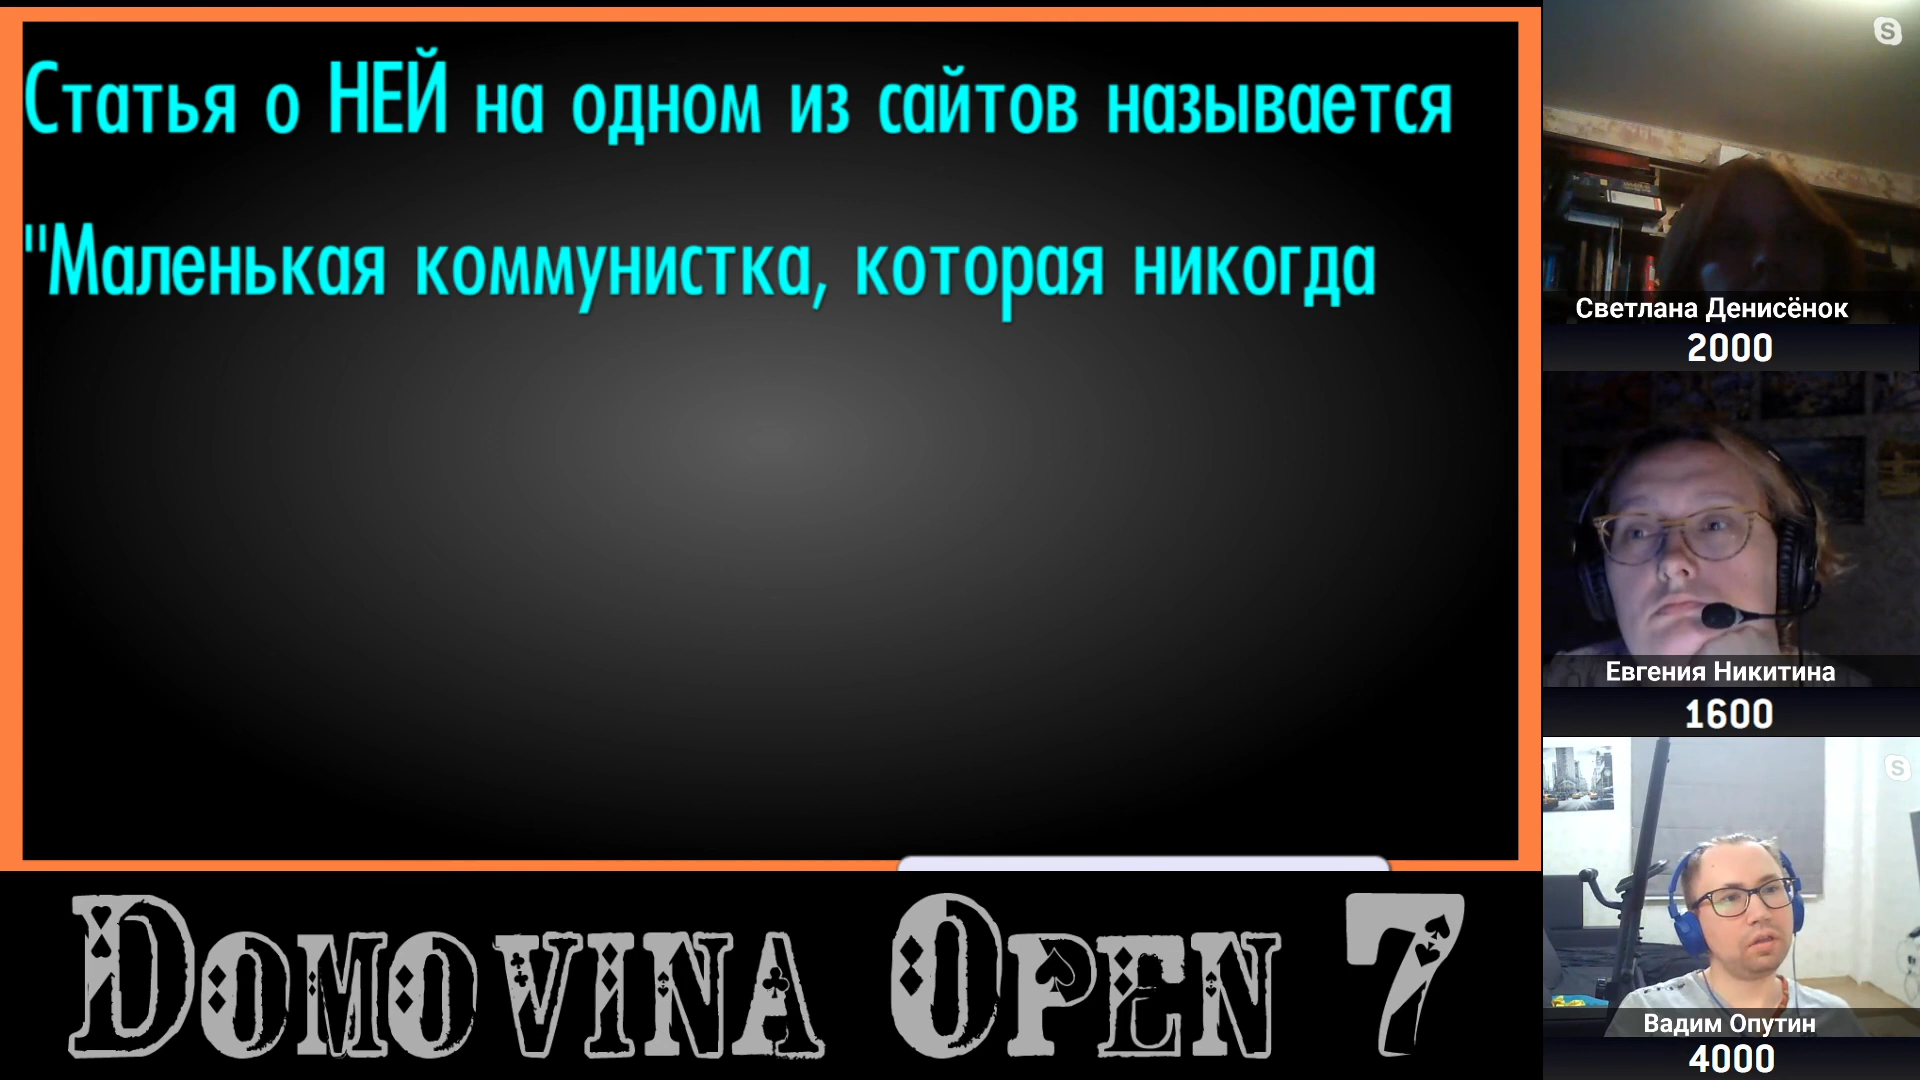 Статья о НЕЙ на одном из сайтов называется
"Маленькая коммунистка, которая никогда
Светлана Денисёнок
2000
Евгения Никитина
1600
Вадим Опутин
4000
DOMOVINA OPEN 7